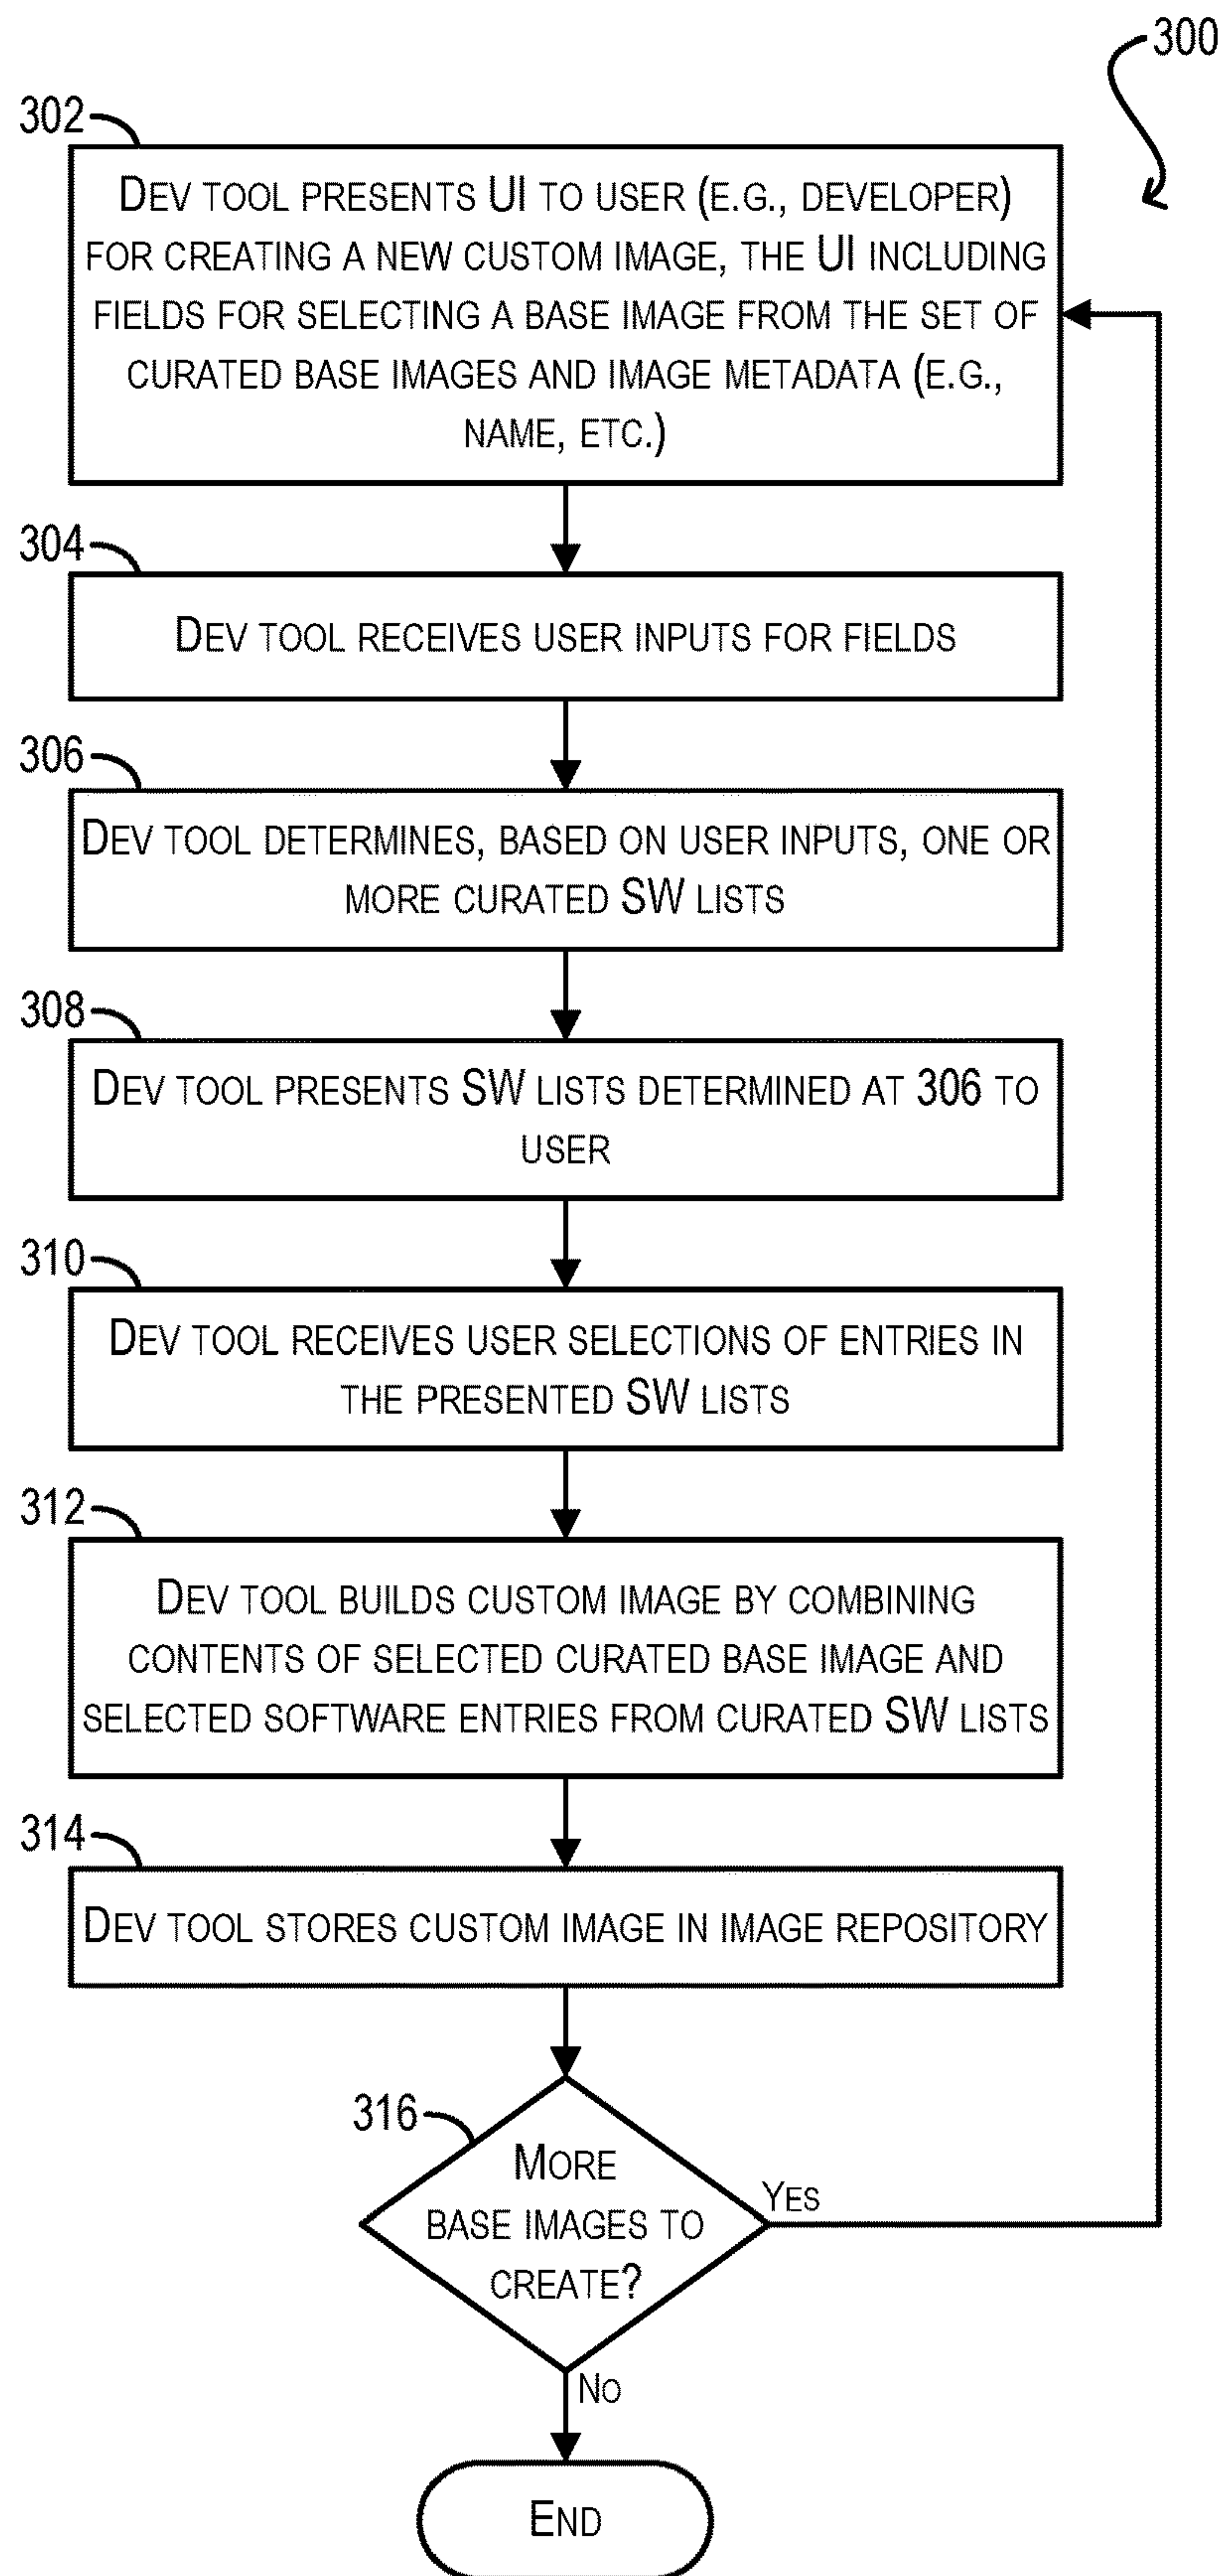 300
302
DEV TOOL PRESENTS UI TO USER (E.G., DEVELOPER)
FOR CREATING A NEW CUSTOM IMAGE, THE UI INCLUDING
FIELDS FOR SELECTING A BASE IMAGE FROM THE SET OF
CURATED BASE IMAGES AND IMAGE METADATA (E.G.,
NAME, ETC.)
304
DEV TOOL RECEIVES USER INPUTS FOR FIELDS
306
DEV TOOL DETERMINES, BASED ON USER INPUTS, ONE OR
MORE CURATED SW LISTS
308
DEV TOOL PRESENTS SW LISTS DETERMINED AT 306 TO
USER
310
DEV TOOL RECEIVES USER SELECTIONS OF ENTRIES IN
THE PRESENTED SW LISTS
312
DEV TOOL BUILDS CUSTOM IMAGE BY COMBINING
CONTENTS OF SELECTED CURATED BASE IMAGE AND
SELECTED SOFTWARE ENTRIES FROM CURATED SW LISTS
314
DEV TOOL STORES CUSTOM IMAGE IN IMAGE REPOSITORY
316
MORE
BASE IMAGES TO
CREATE?
YES
NO
END